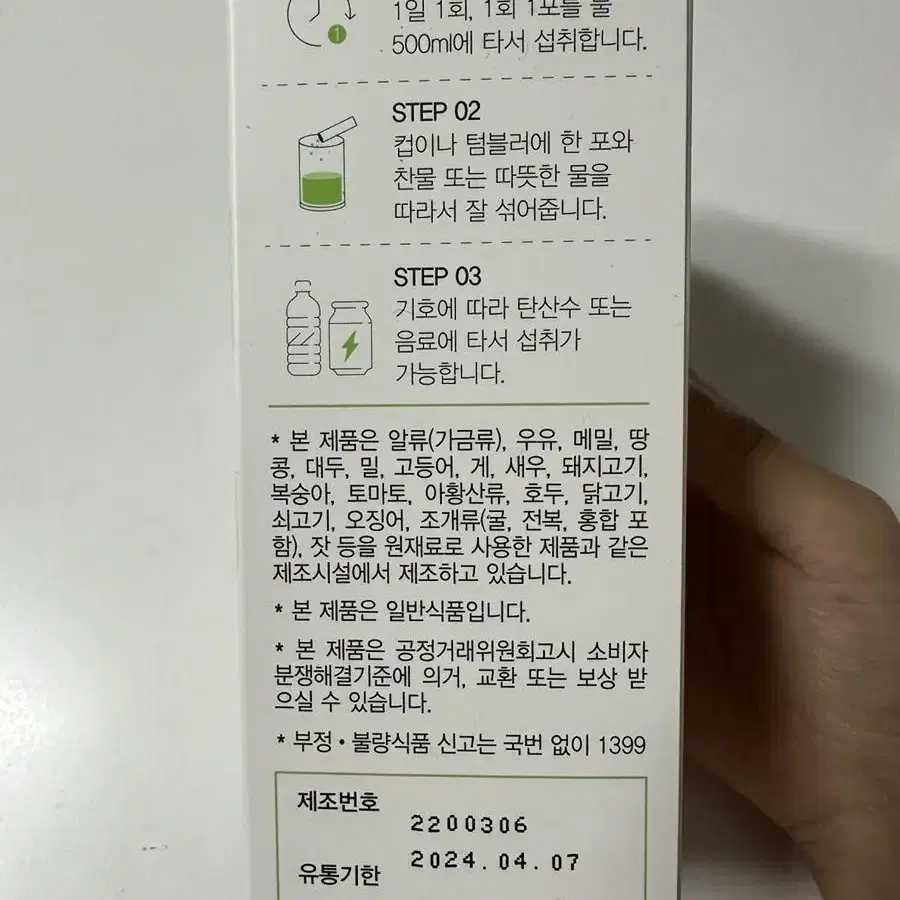 1
1일 1회, 1회 1포를 물
500ml에 타서 섭취합니다.
STEP 02
컵이나 텀블러에 한 포와
찬물 또는 따뜻한 물을
따라서 잘 섞어줍니다.
STEP 03
기호에 따라 탄산수 또는
음료에 타서 섭취가
가능합니다.
* 본 제품은 알류(가금류), 우유, 메밀, 땅
콩, 대두, 밀, 고등어, 게, 새우, 돼지고기,
복숭아, 토마토, 아황산류, 호두, 닭고기,
쇠고기, 오징어, 조개류(굴, 전복, 홍합 포
함), 잣 등을 원재료로 사용한 제품과 같은
제조시설에서 제조하고 있습니다.
* 본 제품은 일반식품입니다.
* 본 제품은 공정거래위원회고시 소비자
분쟁해결기준에 의거, 교환 또는 보상 받
으실 수 있습니다.
* 부정・불량식품 신고는 국번 없이 1399
제조번호
2200306
2024.04.07
유통기한